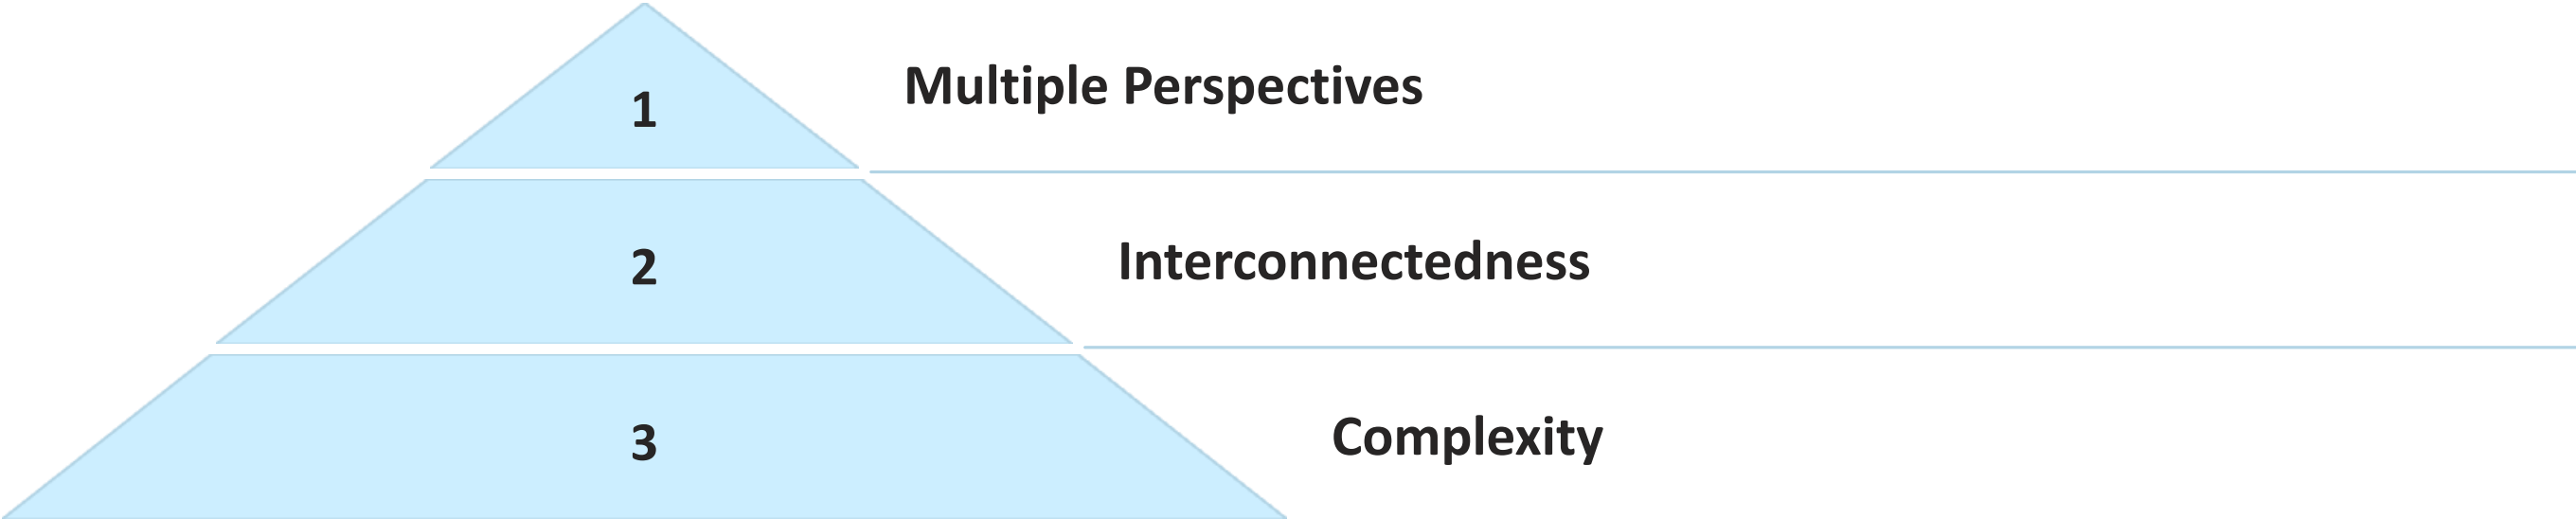 1
Multiple Perspectives
2
Interconnectedness
3
Complexity